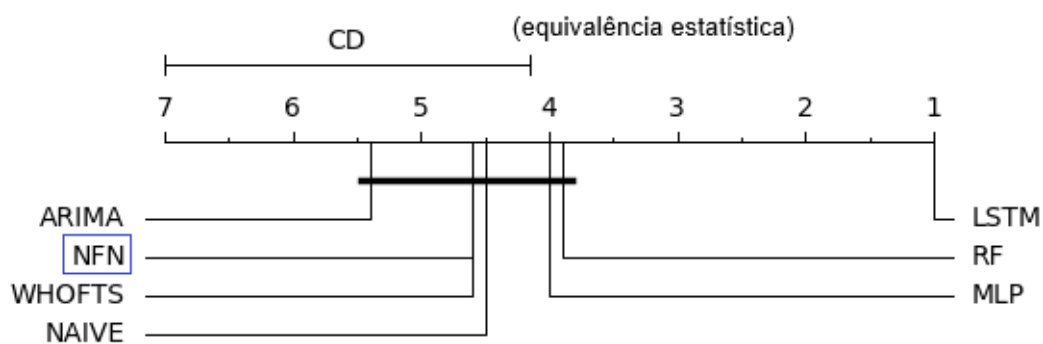 (equivalência estatística)
CD
7 6 5 4 3 2 1
ARIMA LSTM
NFN RF
WHOFTS MLP
NAIVE